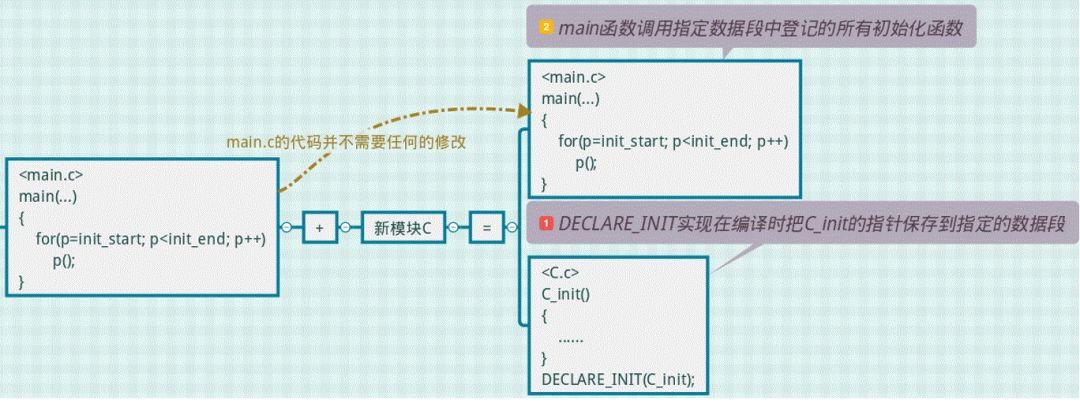 2 main函数调用指定数据段中登记的所有初始化函数
<main.c>
main(...)
{
for(p=init_start; p<init_end; p++)
p();
}
main.c的代码并不需要任何的修改
<main.c>
main(...)
{
for(p=init_start; p<init_end; p++)
p();
}
+
新模块C
=
1 DECLARE_INIT实现在编译时把C_init的指针保存到指定的数据段
<C.c>
C_init()
{
......
}
DECLARE_INIT(C_init);